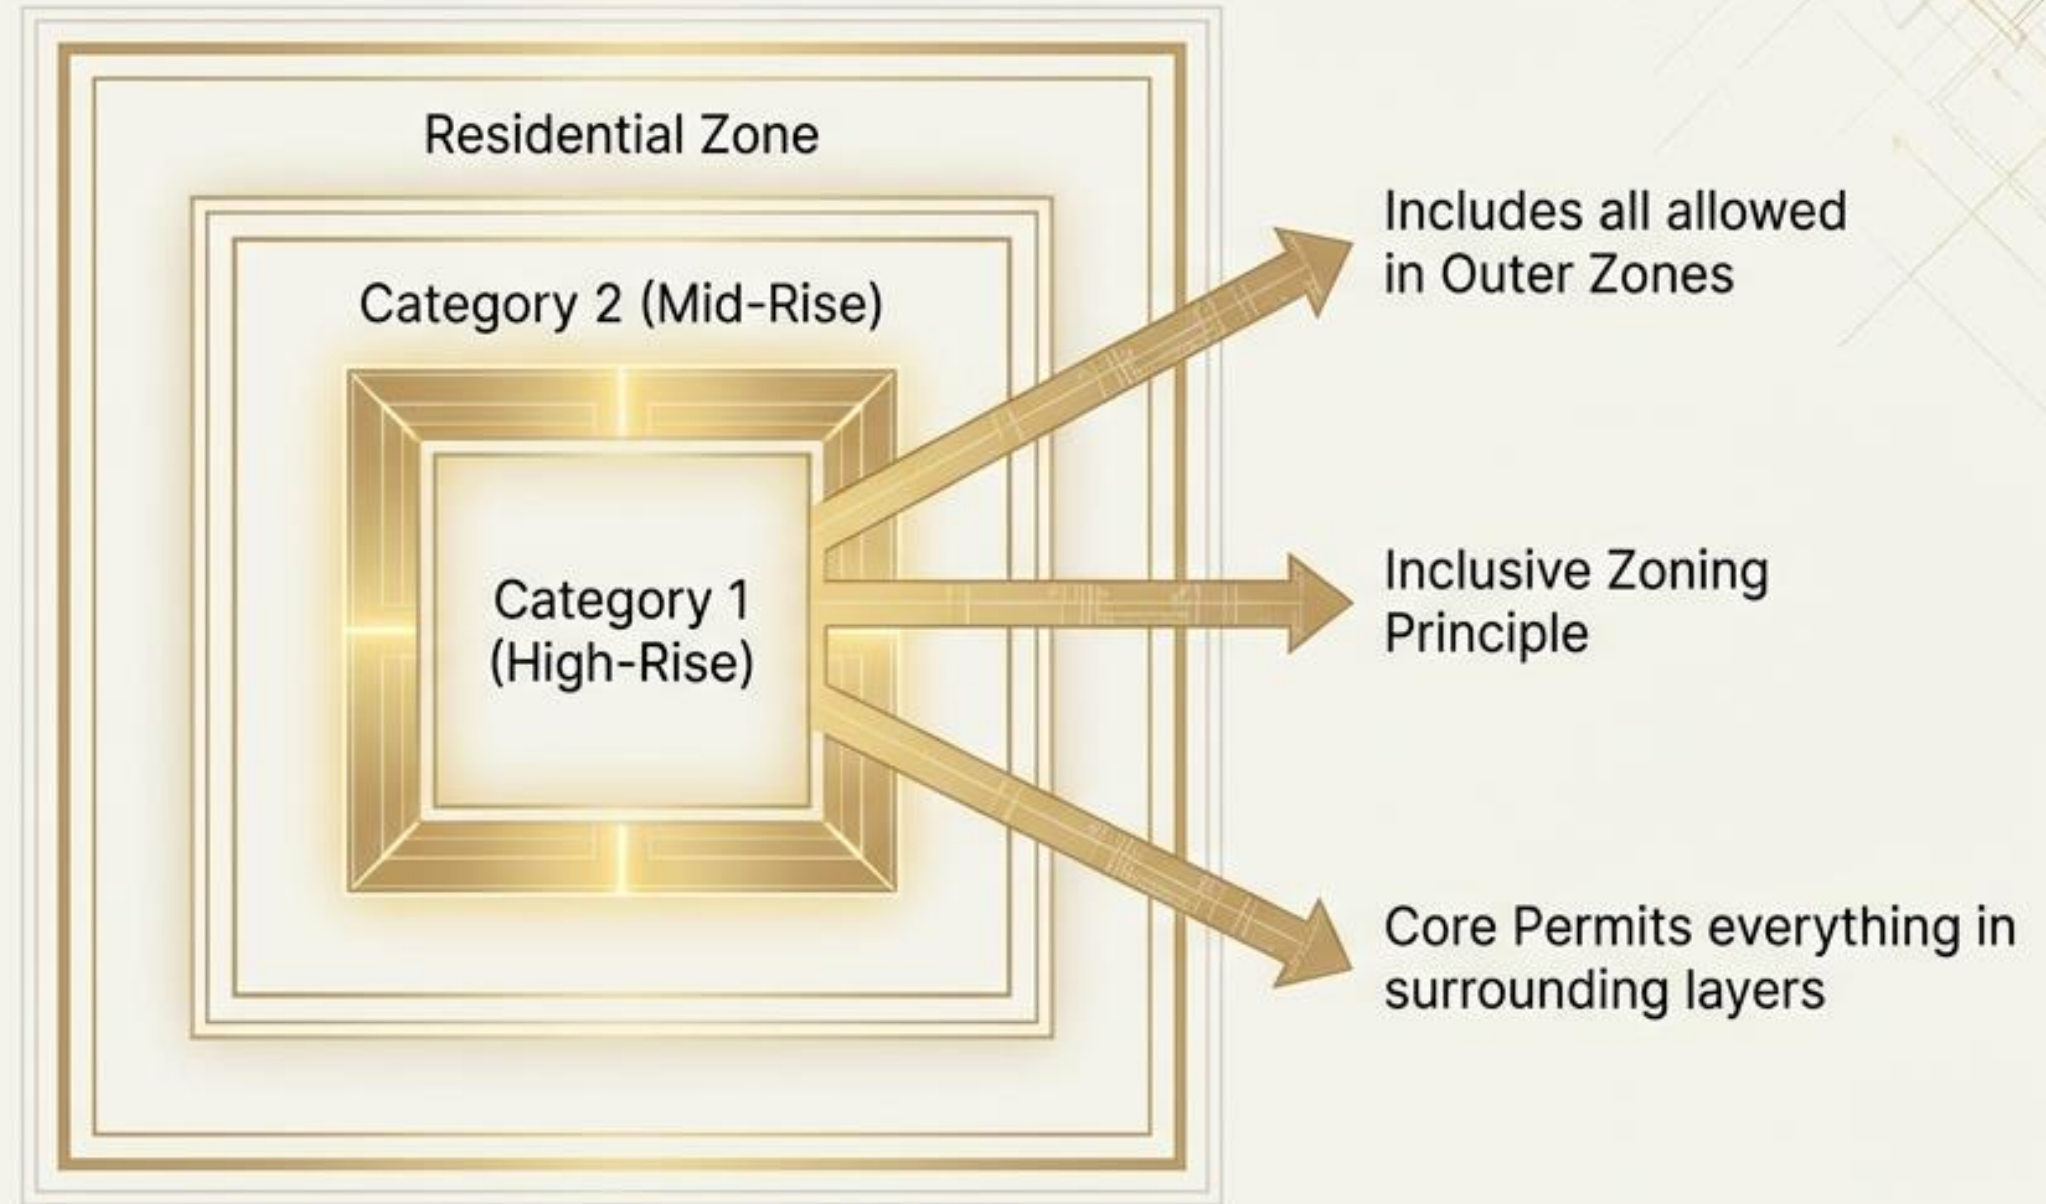 Residential Zone
Category 2 (Mid-Rise)
Category 1
(High-Rise)
Includes all allowed
in Outer Zones
Inclusive Zoning
Principle
Core Permits everything in
surrounding layers